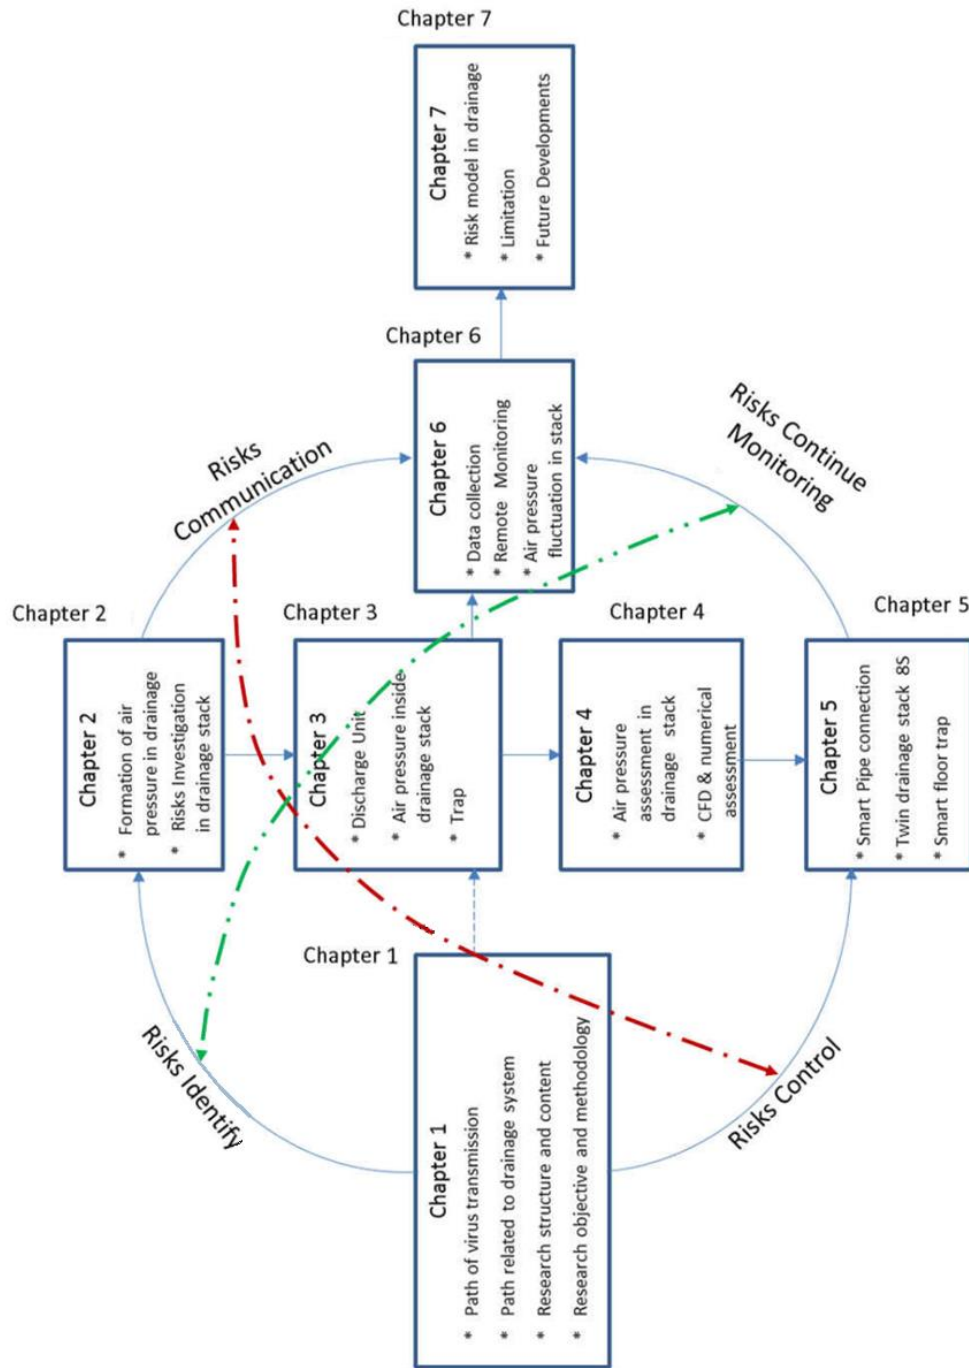 Chapter 7
Chapter 7
* Risk model in drainage
* Limitation
* Future Developments
Chapter 6
Chapter 6
* Data collection
* Remote Monitoring
* Air pressure
fluctuation in stack
Risks
Communication
Risks Continue
Monitoring
Chapter 2
Chapter 2
* Formation of air
pressure in drainage
* Risks Investigation
in drainage stack
Chapter 3
Chapter 3
* Discharge Unit
* Air pressure inside
drainage stack
* Trap
Chapter 4
Chapter 4
* Air pressure
assessment in
drainage stack
* CFD & numerical
assessment
Chapter 5
Chapter 5
* Smart Pipe connection
* Twin drainage stack 8S
* Smart floor trap
Chapter 1
Chapter 1
* Path of virus transmission
* Path related to drainage system
* Research structure and content
* Research objective and methodology
Risks Identify
Risks Control